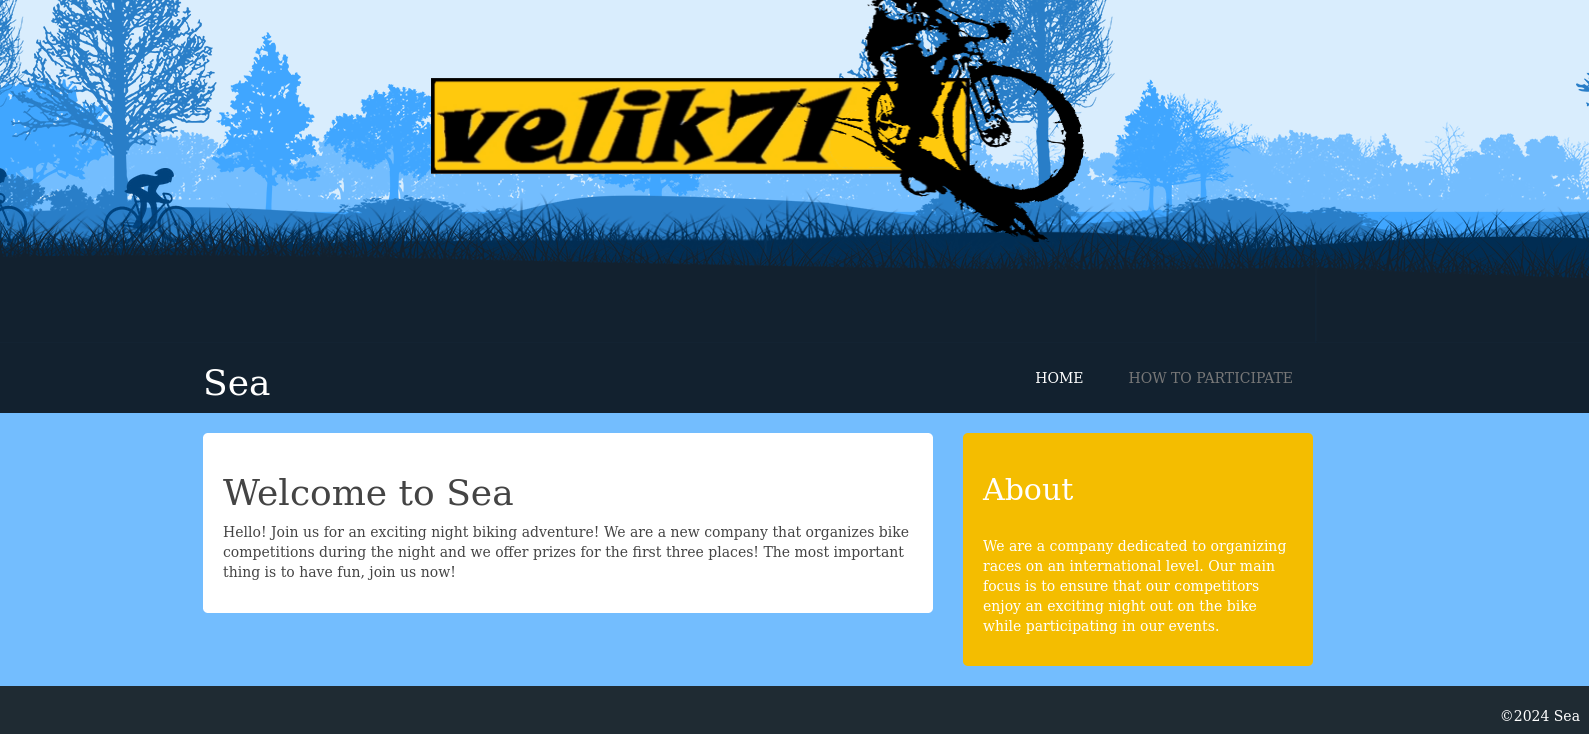 velik71
Sea
HOME
HOW TO PARTICIPATE
Welcome to Sea
Hello! Join us for an exciting night biking adventure! We are a new company that organizes bike
competitions during the night and we offer prizes for the first three places! The most important
thing is to have fun, join us now!
About
We are a company dedicated to organizing
races on an international level. Our main
focus is to ensure that our competitors
enjoy an exciting night out on the bike
while participating in our events.
©2024 Sea